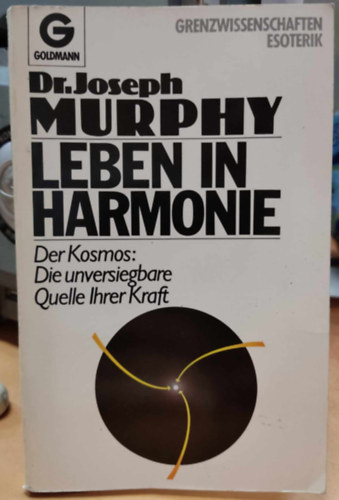 G
GOLDMANN
GRENZWISSENSCHAFTEN
ESOTERIK
Dr. Joseph
MURPHY
LEBEN IN
HARMONIE
Der Kosmos:
Die unversiegbare
Quelle Ihrer Kraft